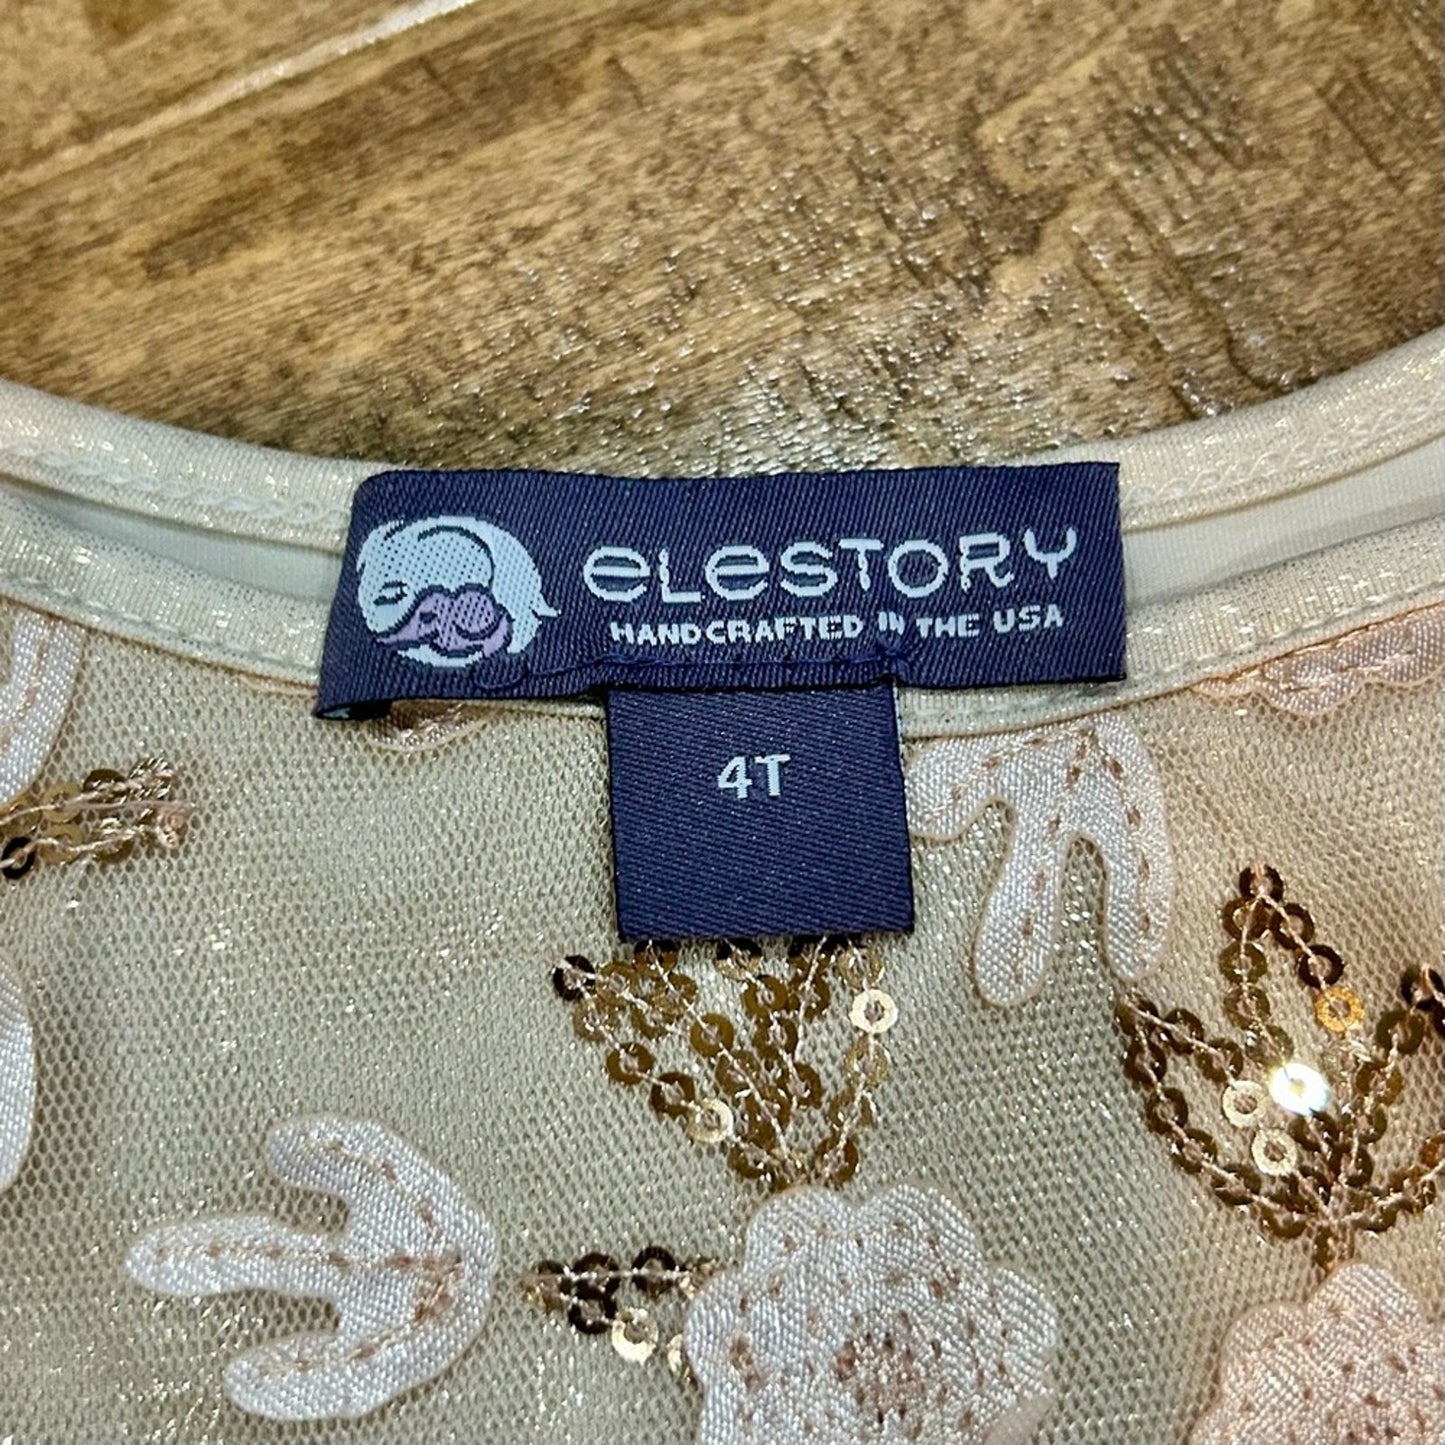 eLeSTORY
HANDCRAFTED IN THE USA
4T